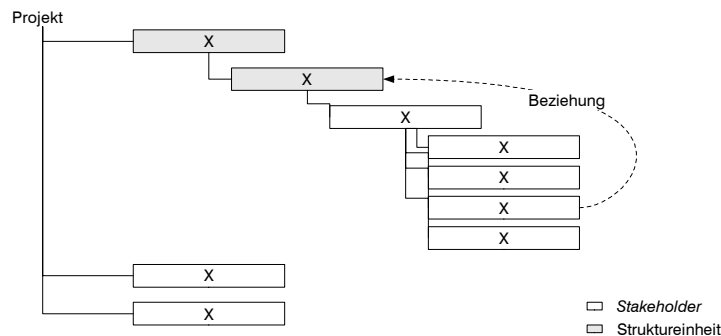 Projekt
X
X
Beziehung
X
X
X
X
X
X
X
Stakeholder
Struktureinheit